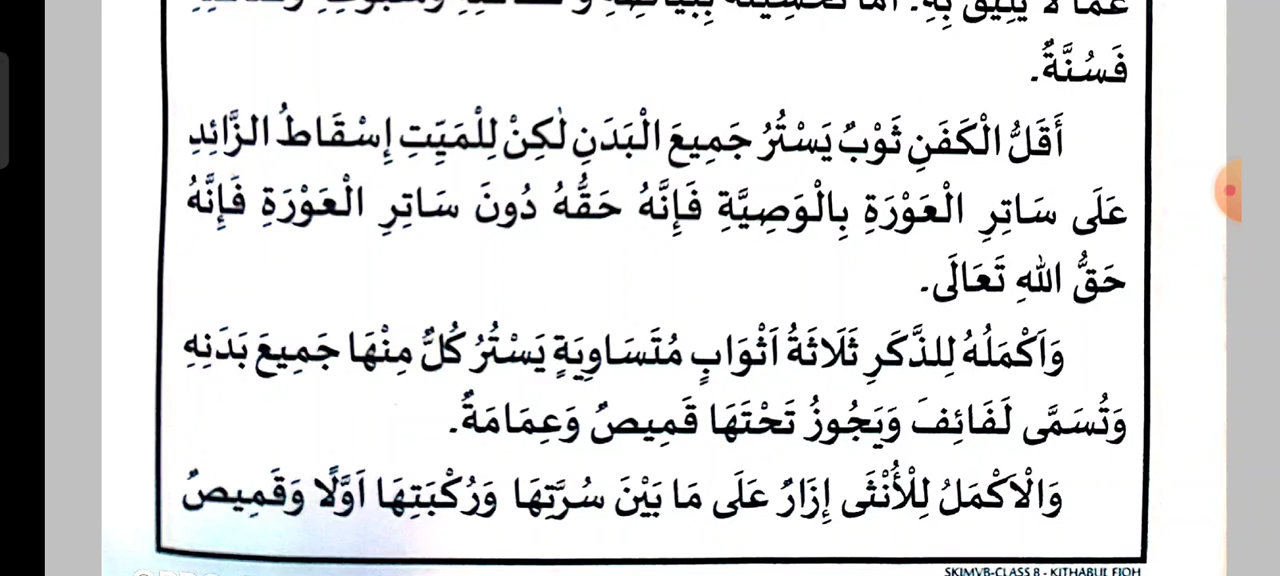 عَمَّا لَا يَلِيقُ بِهِ. أَمَّا
فَسُنَّةٌ.
أَقَلُّ الْكَفَنِ ثَوْبٌ يَسْتُرُ جَمِيعَ الْبَدَنِ لٰكِنْ لِلْمَيِّتِ إِسْقَاطُ الزَّائِدِ
عَلَى سَاتِرِ الْعَوْرَةِ بِالْوَصِيَّةِ فَإِنَّهُ حَقُّهُ دُونَ سَاتِرِ الْعَوْرَةِ فَإِنَّهُ
حَقُّ اللهِ تَعَالَى.
وَاَكْمَلُهُ لِلذَّكَرِ ثَلَاثَةُ اَثْوَابٍ مُتَسَاوِيَةٍ يَسْتُرُ كُلٌّ مِنْهَا جَمِيعَ بَدَنِهِ
وَتُسَمَّى لَفَائِفَ وَيَجُوزُ تَحْتَهَا قَمِيصٌ وَعِمَامَةٌ.
وَالْاَكْمَلُ لِلْأُنْثَى إِزَارٌ عَلَى مَا بَيْنَ سُرَّتِهَا وَرُكْبَتِهَا اَوَّلًا وَقَمِيصٌ
SKIMVB-CLASS 8 - KITHABUL FIQH